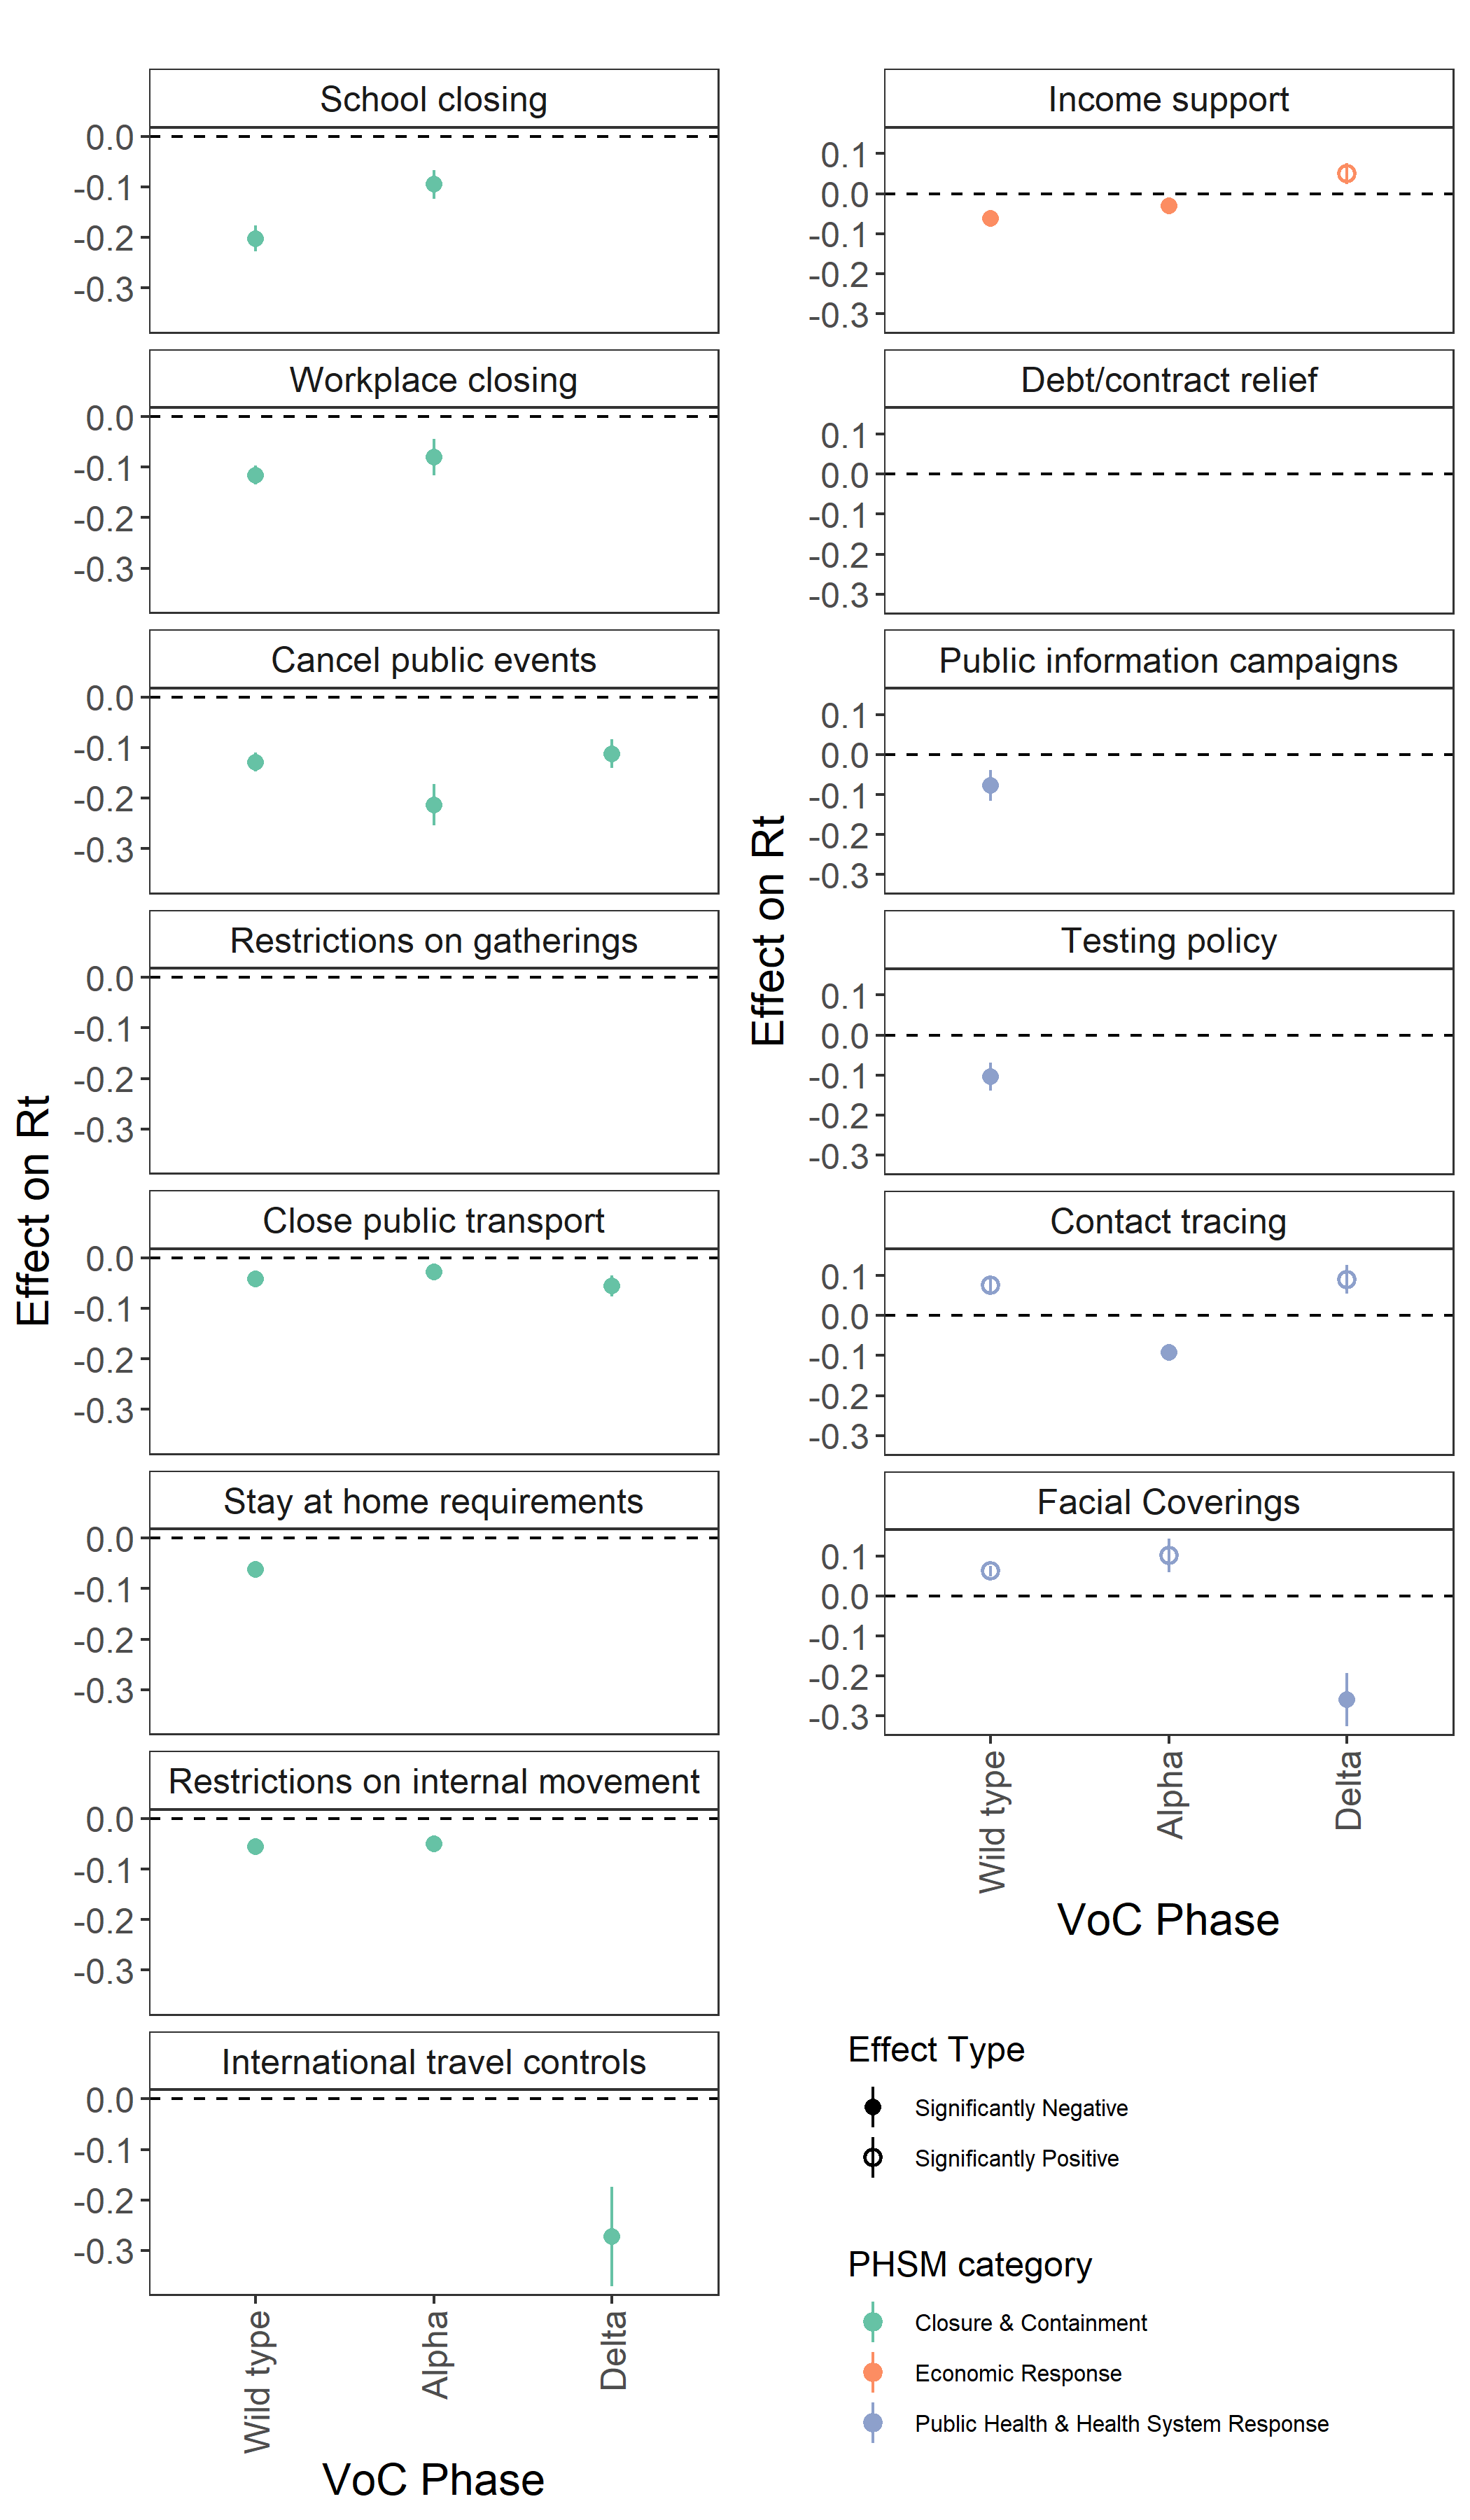 School closing
0.0
-0.1
-0.2
-0.3
Workplace closing
0.0
-0.1
-0.2
-0.3
Cancel public events
0.0
-0.1
-0.2
-0.3
Restrictions on gatherings
0.0
-0.1
-0.2
-0.3
Close public transport
0.0
-0.1
-0.2
-0.3
Stay at home requirements
0.0
-0.1
-0.2
-0.3
Restrictions on internal movement
0.0
-0.1
-0.2
-0.3
International travel controls
0.0
-0.1
-0.2
-0.3
Wild type
Alpha
Delta
VoC Phase
Effect on Rt
Income support
0.1
0.0
-0.1
-0.2
-0.3
Debt/contract relief
0.1
0.0
-0.1
-0.2
-0.3
Public information campaigns
0.1
0.0
-0.1
-0.2
-0.3
Testing policy
0.1
0.0
-0.1
-0.2
-0.3
Contact tracing
0.1
0.0
-0.1
-0.2
-0.3
Facial Coverings
0.1
0.0
-0.1
-0.2
-0.3
Wild type
Alpha
Delta
VoC Phase
Effect on Rt
Effect Type
Significantly Negative
Significantly Positive
PHSM category
Closure & Containment
Economic Response
Public Health & Health System Response